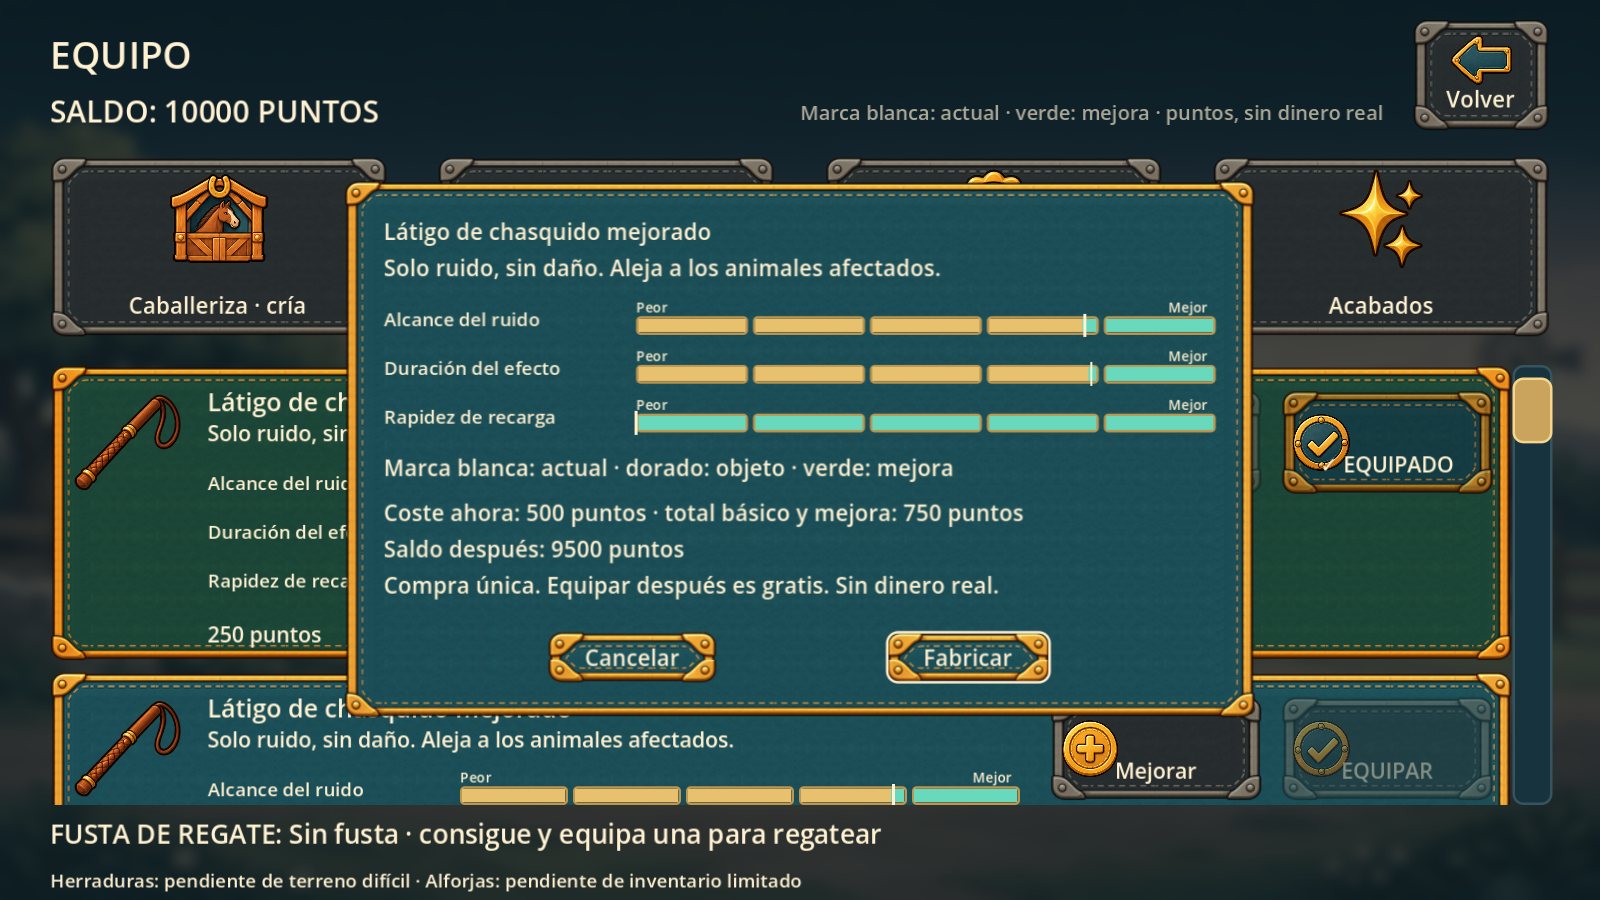 EQUIPO
SALDO: 10000 PUNTOS
Marca blanca: actual · verde: mejora · puntos, sin dinero real
Volver
Caballeriza · cría
Acabados
Látigo de chasquido mejorado
Solo ruido, sin daño. Aleja a los animales afectados.
Alcance del ruido
Peor
Mejor
Duración del efecto
Peor
Mejor
Rapidez de recarga
Peor
Mejor
Marca blanca: actual · dorado: objeto · verde: mejora
Coste ahora: 500 puntos · total básico y mejora: 750 puntos
Saldo después: 9500 puntos
Compra única. Equipar después es gratis. Sin dinero real.
Cancelar
Fabricar
Látigo de
Solo ruido,
Alcance del
Duración del
Rapidez de
250 puntos
EQUIPADO
Látigo de chasquido mejorado
Solo ruido, sin daño. Aleja a los animales afectados.
Alcance del ruido
Peor
Mejor
Mejorar
EQUIPAR
FUSTA DE REGATE: Sin fusta · consigue y equipa una para regatear
Herraduras: pendiente de terreno difícil · Alforjas: pendiente de inventario limitado